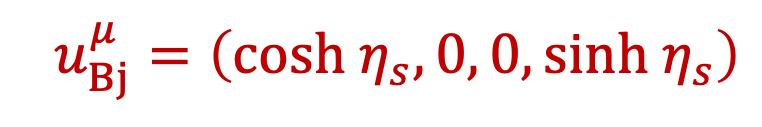 u^μ_Bj = (cosh η_s, 0, 0, sinh η_s)